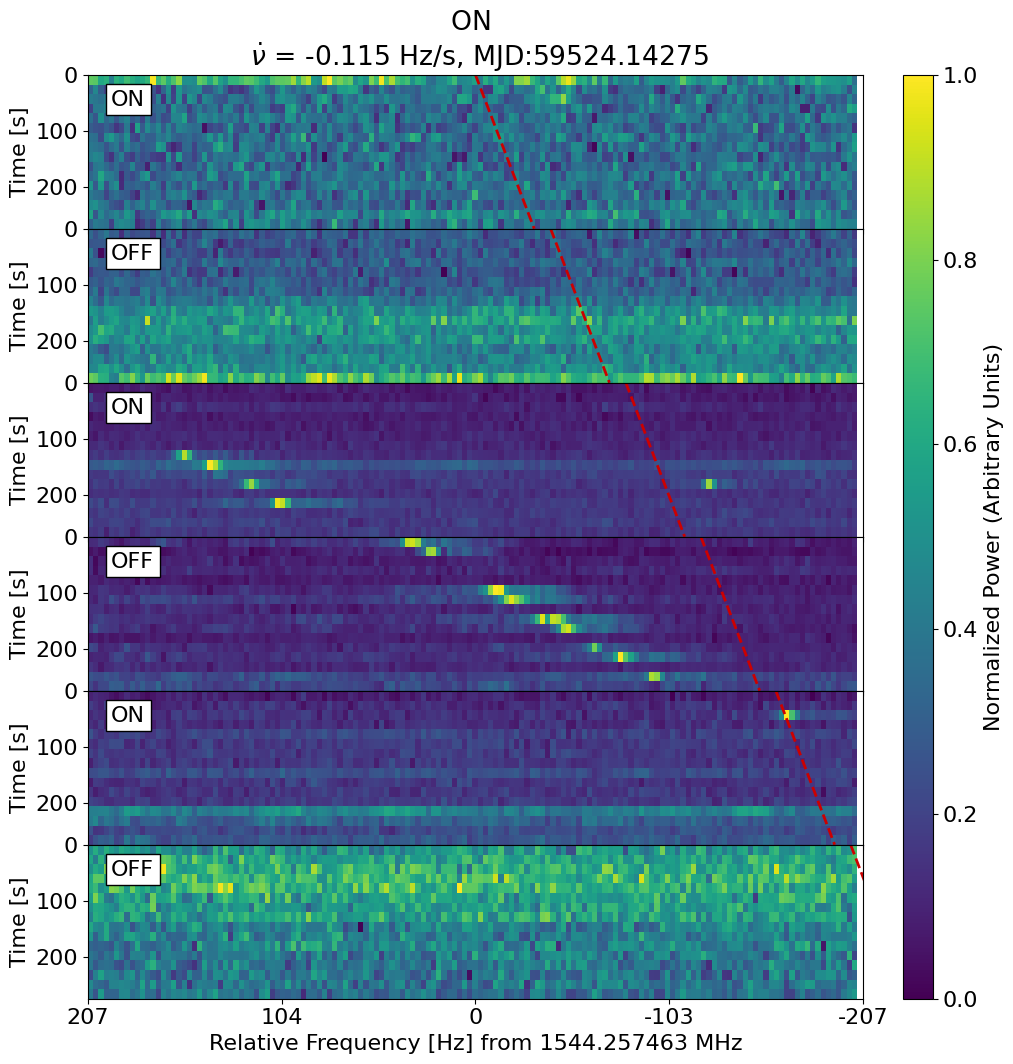 ON
ν̇ = -0.115 Hz/s, MJD:59524.14275
0
ON
100
200
Time [s]
0
OFF
100
200
Time [s]
0
ON
100
200
Time [s]
0
OFF
100
200
Time [s]
0
ON
100
200
Time [s]
0
OFF
100
200
Time [s]
207 104 0 -103 -207
Relative Frequency [Hz] from 1544.257463 MHz
1.0
0.8
0.6
0.4
0.2
0.0
Normalized Power (Arbitrary Units)